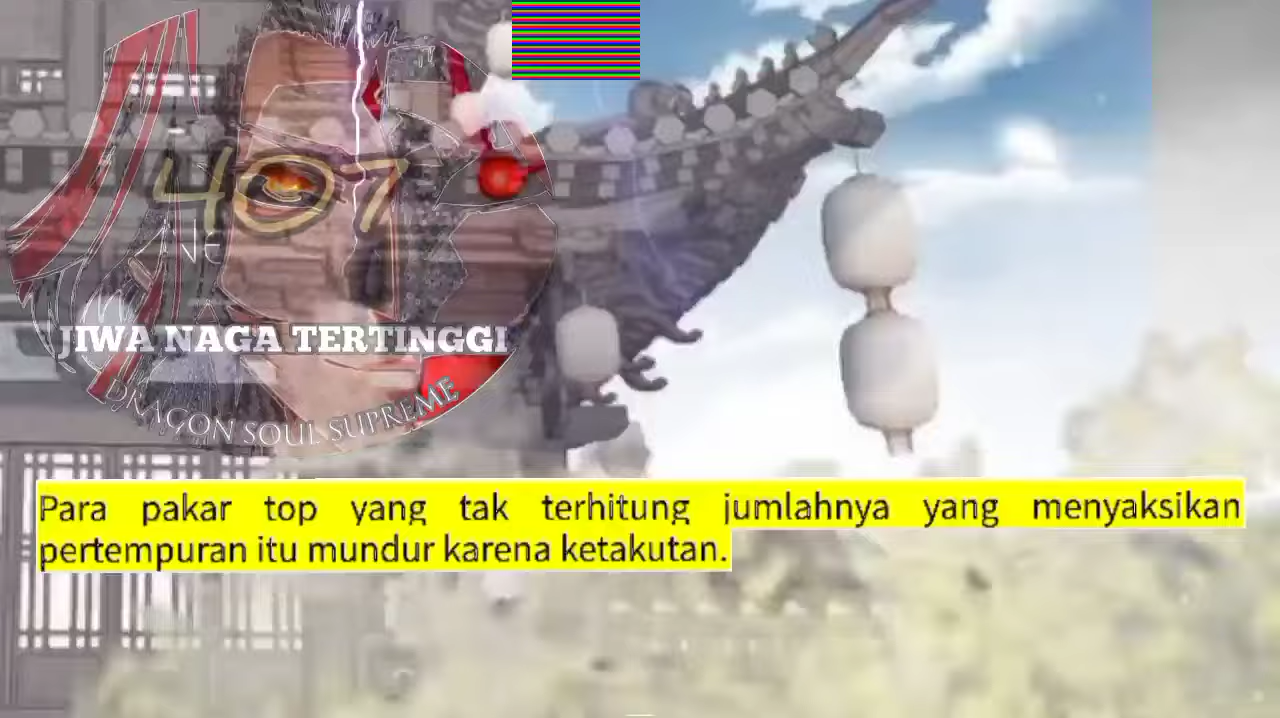 407
JIWA NAGA TERTINGGI
DRAGON SOUL SUPREME
Para pakar top yang tak terhitung jumlahnya yang menyaksikan
pertempuran itu mundur karena ketakutan.